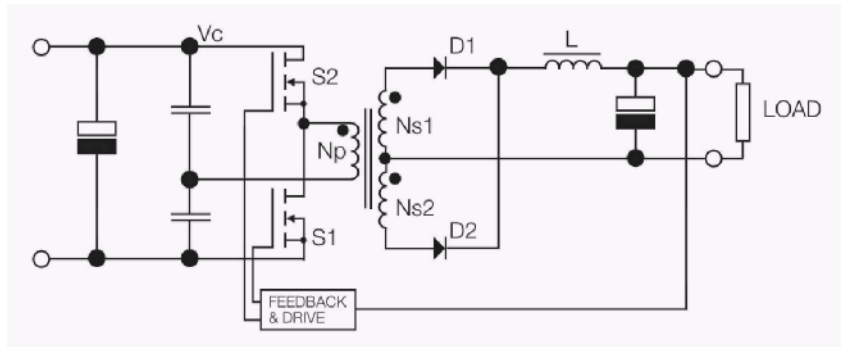 Vc
D1
L
S2
Ns1
LOAD
Np
Ns2
S1
D2
FEEDBACK
& DRIVE